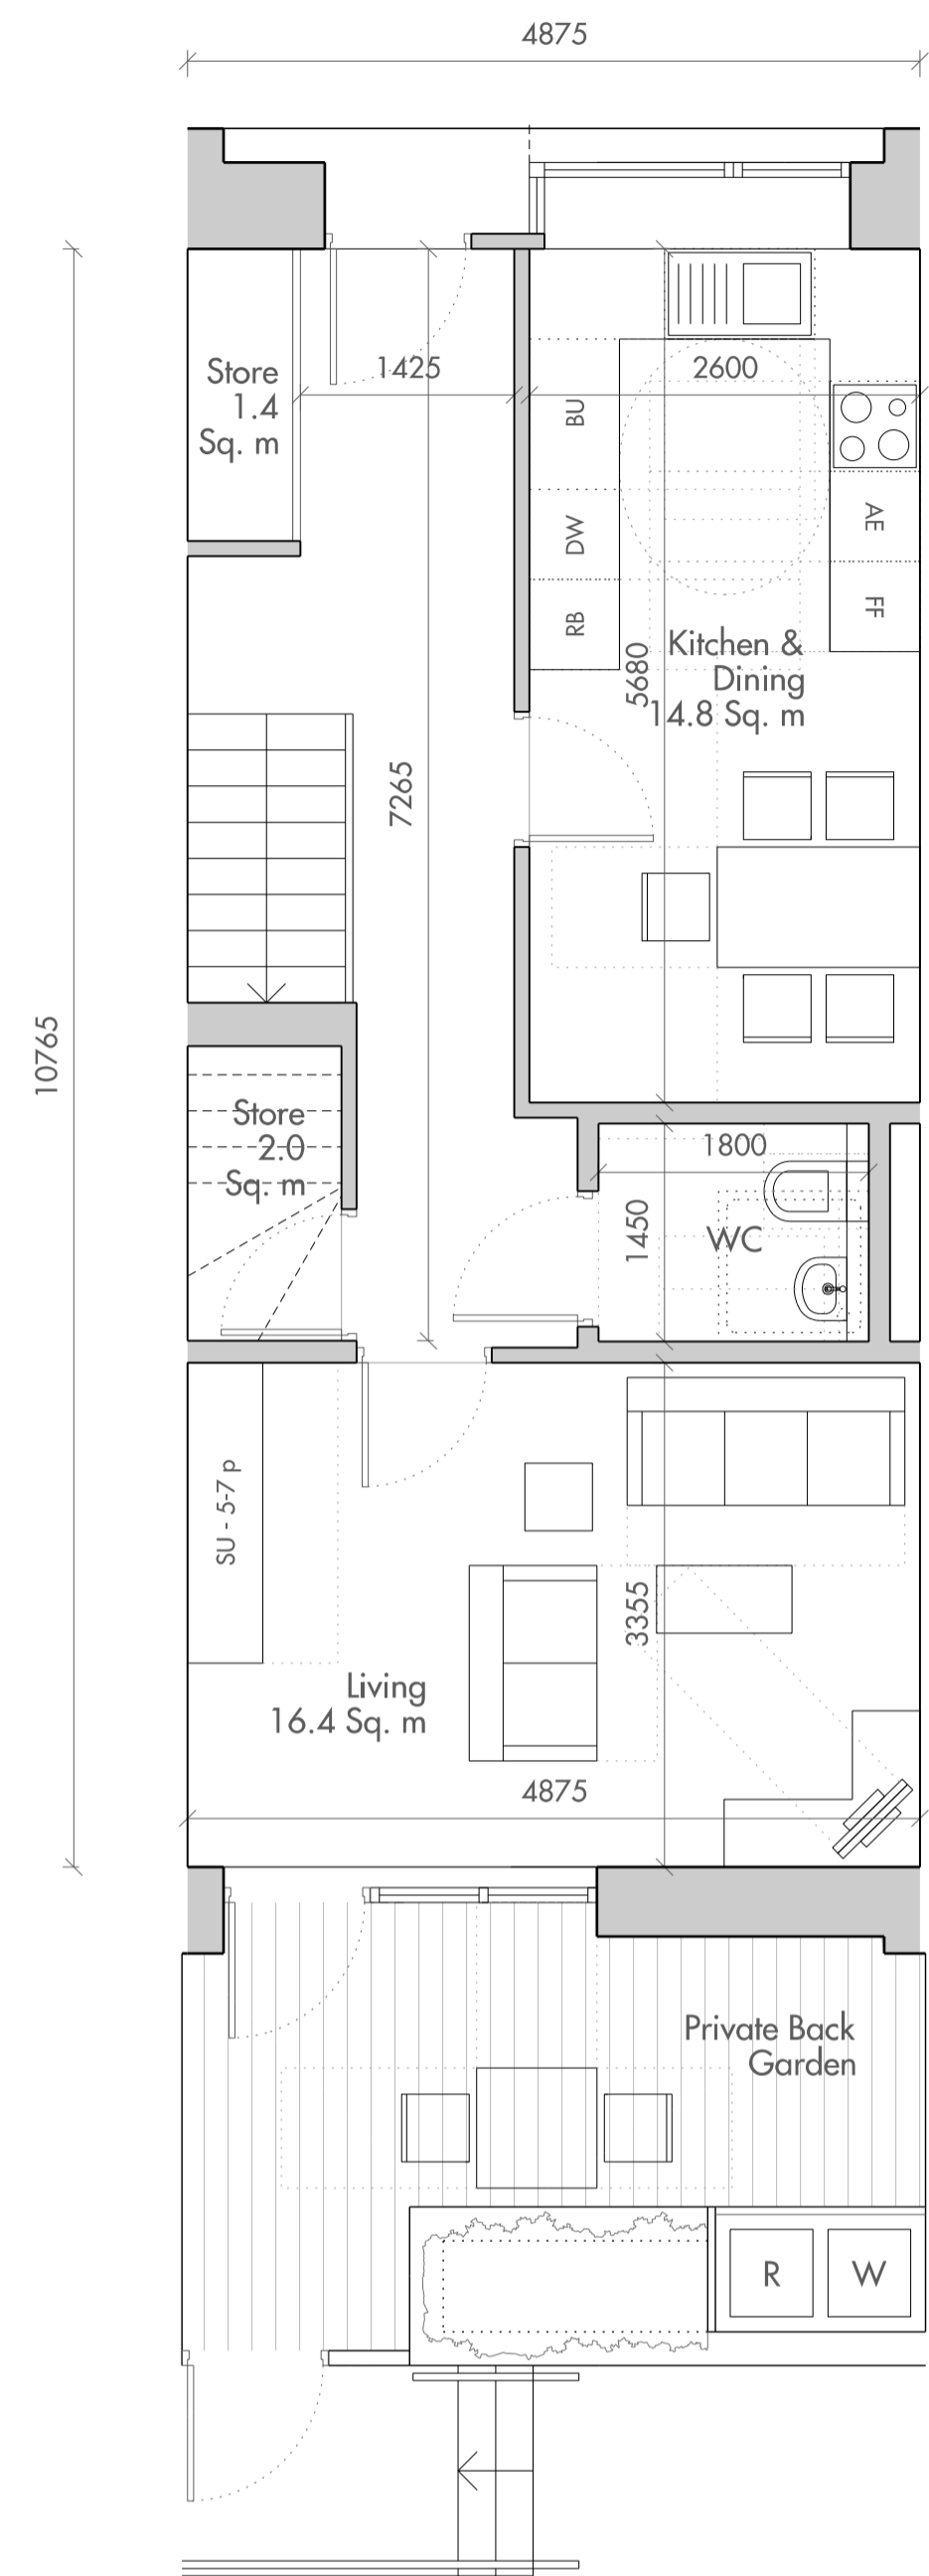 4875
Store
1.4
Sq. m
1425
2600
BU
DW
RB
AE
FF
Kitchen &
Dining
14.8 Sq. m
5680
7265
10765
Store
2.0
Sq. m
1800
1450
WC
SU - 5-7 p
3355
Living
16.4 Sq. m
4875
Private Back
Garden
R
W